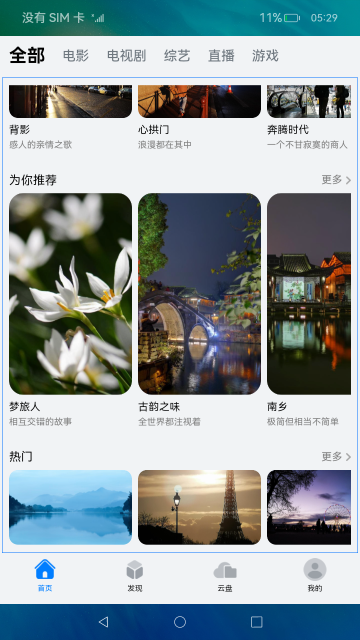 没有 SIM 卡 11% 05:29
全部 电影 电视剧 综艺 直播 游戏
背影 心拱门 奔腾时代
感人的亲情之歌 浪漫都在其中 一个不甘寂寞的商人
为你推荐 更多
梦旅人 古韵之味 南乡
相互交错的故事 全世界都注视着 极简但相当不简单
热门 更多
首页 发现 云盘 我的